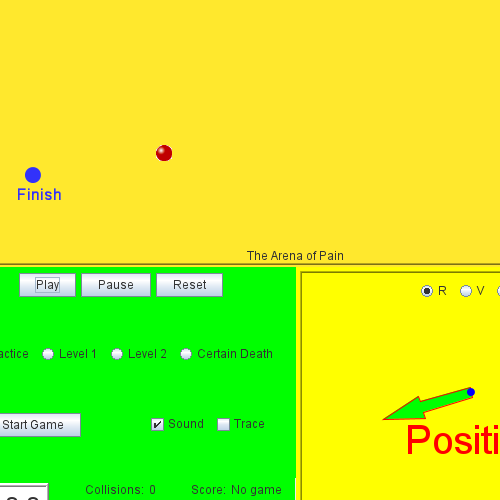 Finish
The Arena of Pain
Play Pause Reset
R V
actice Level 1 Level 2 Certain Death
Start Game Sound Trace
Positi
Collisions: 0 Score: No game